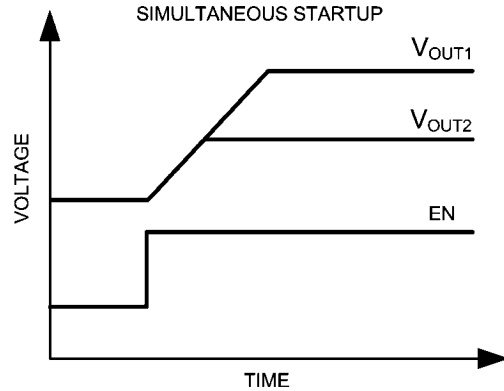 SIMULTANEOUS STARTUP
VOUT1
VOUT2
VOLTAGE
EN
TIME